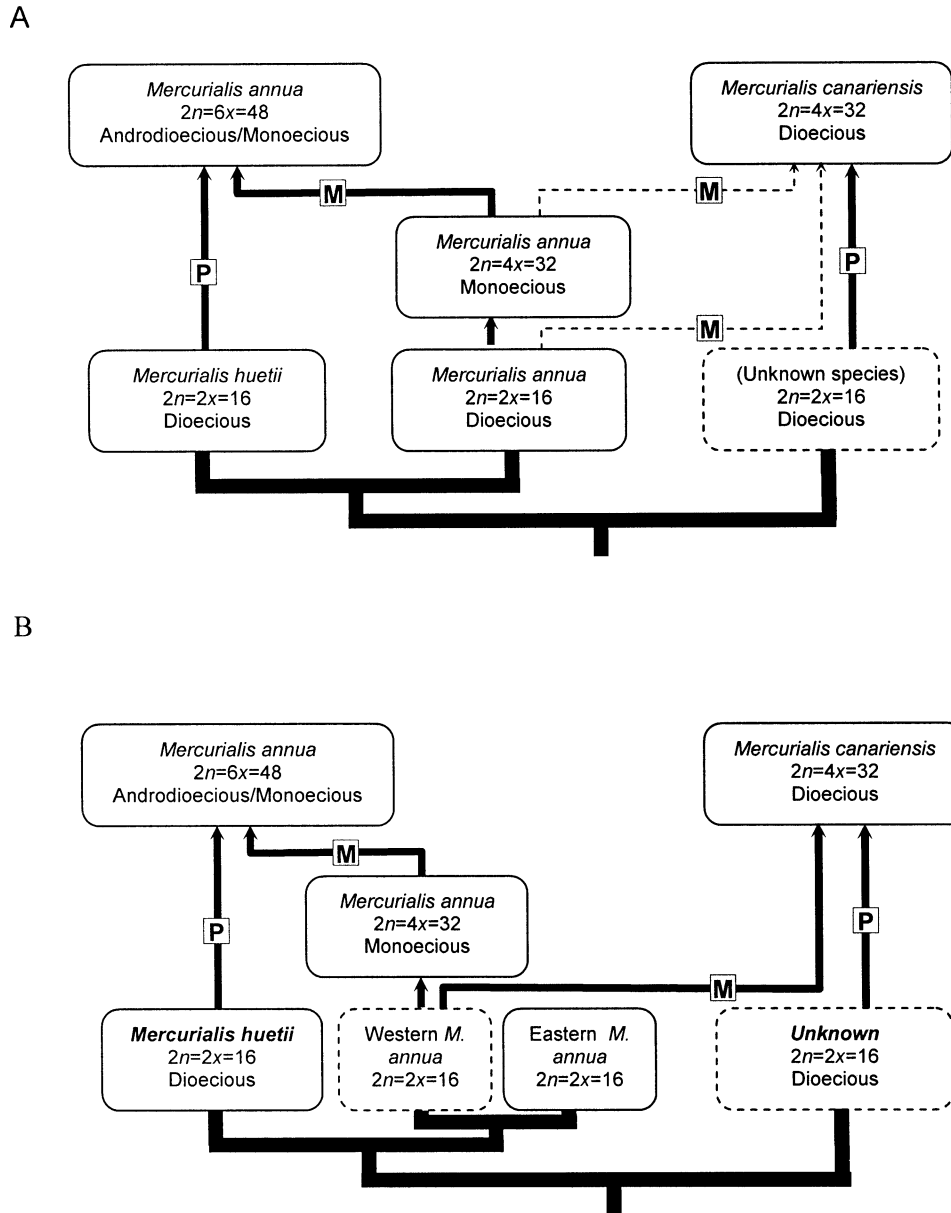 A
Mercurialis annua
2n=6x=48
Androdioecious/Monoecious
Mercurialis canariensis
2n=4x=32
Dioecious
M
M
Mercurialis annua
2n=4x=32
Monoecious
P
P
M
Mercurialis huetii
2n=2x=16
Dioecious
Mercurialis annua
2n=2x=16
Dioecious
(Unknown species)
2n=2x=16
Dioecious
B
Mercurialis annua
2n=6x=48
Androdioecious/Monoecious
Mercurialis canariensis
2n=4x=32
Dioecious
M
Mercurialis annua
2n=4x=32
Monoecious
P
P
M
Mercurialis huetii
2n=2x=16
Dioecious
Western M.
annua
2n=2x=16
Eastern M.
annua
2n=2x=16
Unknown
2n=2x=16
Dioecious